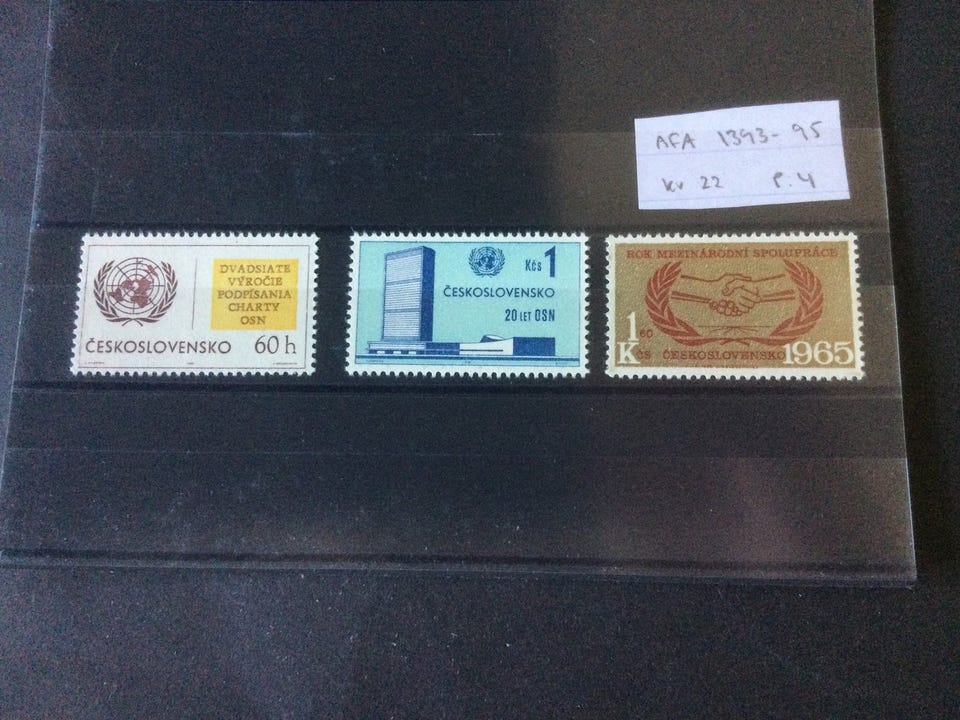 AFA 1393-95
kv 22 P. 4
DVADSIATE
VÝROČIE
PODPÍSANIA
CHARTY
OSN
ČESKOSLOVENSKO 60 h
Kčs 1
ČESKOSLOVENSKO
20 LET OSN
ROK MEZINÁRODNÍ SPOLUPRÁCE
1 60
Kčs ČESKOSLOVENSKO 1965